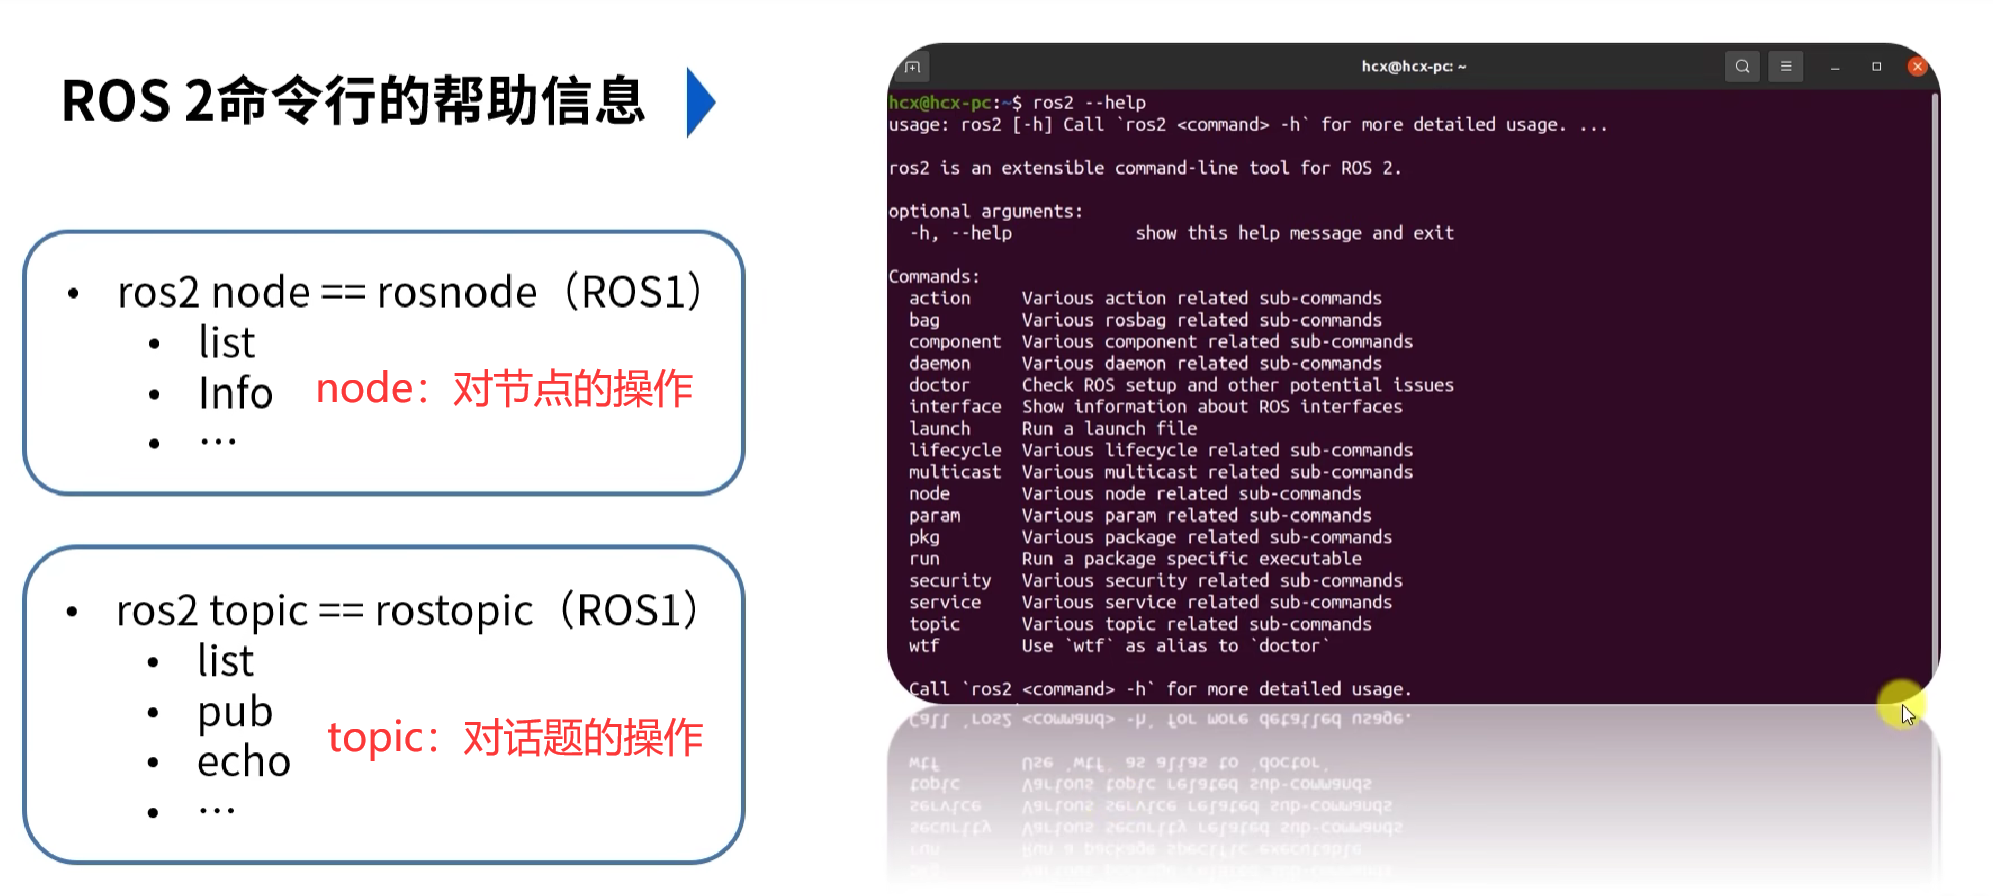 ROS 2命令行的帮助信息
• ros2 node == rosnode（ROS1）
• list
• Info
node：对节点的操作
• …
• ros2 topic == rostopic（ROS1）
• list
• pub
topic：对话题的操作
• echo
• …
hcx@hcx-pc: ~
hcx@hcx-pc:~$ ros2 --help
usage: ros2 [-h] Call `ros2 <command> -h` for more detailed usage. ...
ros2 is an extensible command-line tool for ROS 2.
optional arguments:
-h, --help show this help message and exit
Commands:
action Various action related sub-commands
bag Various rosbag related sub-commands
component Various component related sub-commands
daemon Various daemon related sub-commands
doctor Check ROS setup and other potential issues
interface Show information about ROS interfaces
launch Run a launch file
lifecycle Various lifecycle related sub-commands
multicast Various multicast related sub-commands
node Various node related sub-commands
param Various param related sub-commands
pkg Various package related sub-commands
run Run a package specific executable
security Various security related sub-commands
service Various service related sub-commands
topic Various topic related sub-commands
wtf Use `wtf` as alias to `doctor`
Call `ros2 <command> -h` for more detailed usage.